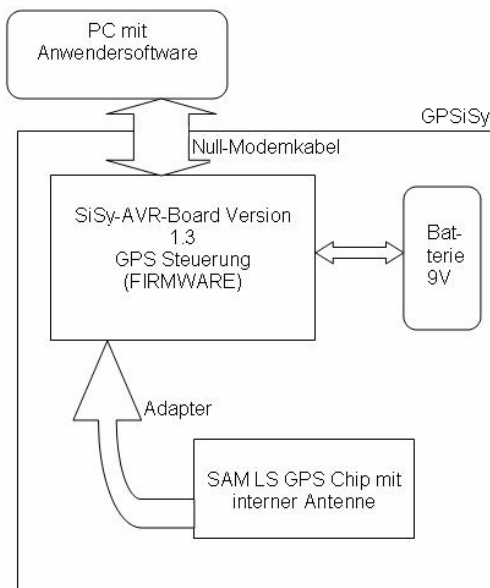 PC mit
Anwendersoftware
GPSiSy
Null-Modemkabel
SiSy-AVR-Board Version
1.3
GPS Steuerung
(FIRMWARE)
Bat-
terie
9V
Adapter
SAM LS GPS Chip mit
interner Antenne